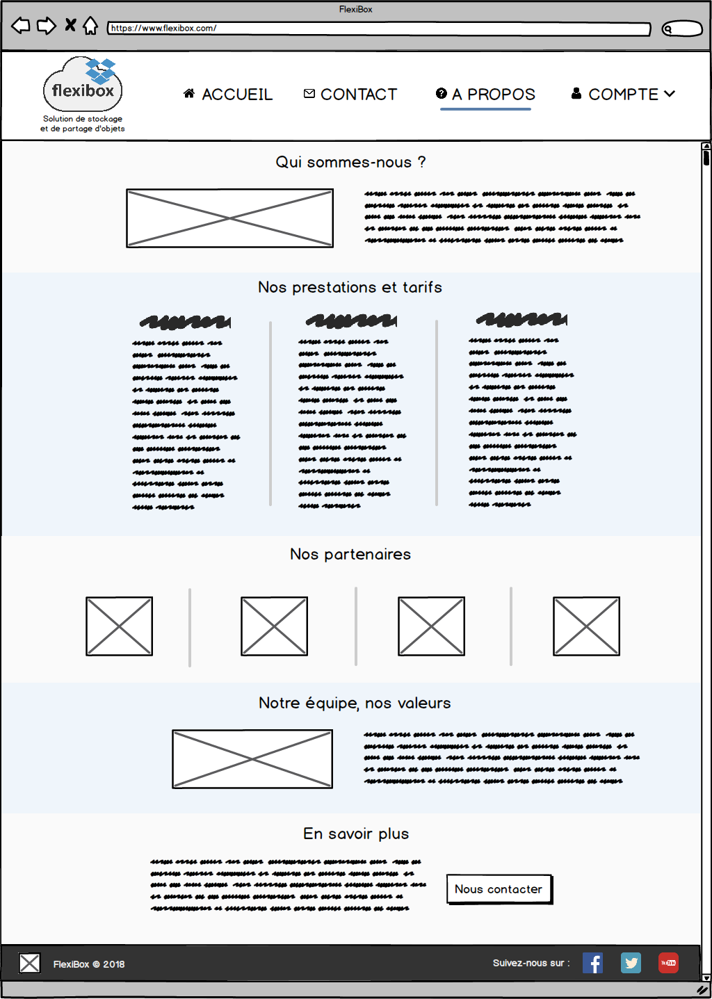 FlexiBox
https://www.flexibox.com/
flexibox
Solution de stockage
et de partage d'objets
ACCUEIL
CONTACT
A PROPOS
COMPTE
Qui sommes-nous ?
Nos prestations et tarifs
Nos partenaires
Notre équipe, nos valeurs
En savoir plus
Nous contacter
FlexiBox © 2018
Suivez-nous sur :
YouTube